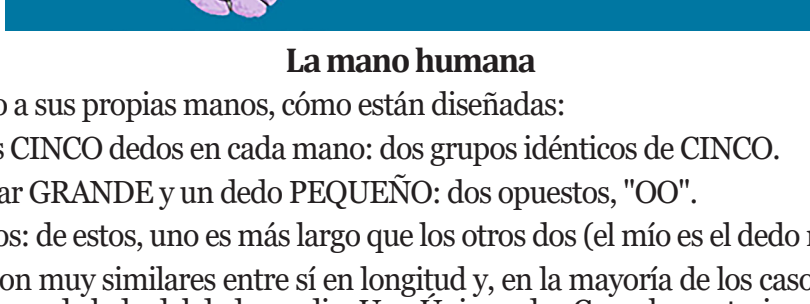 La mano humana
o a sus propias manos, cómo están diseñadas:
s CINCO dedos en cada mano: dos grupos idénticos de CINCO.
ar GRANDE y un dedo PEQUEÑO: dos opuestos, "OO".
os: de estos, uno es más largo que los otros dos (el mío es el dedo
on muy similares entre sí en longitud y, en la mayoría de los caso